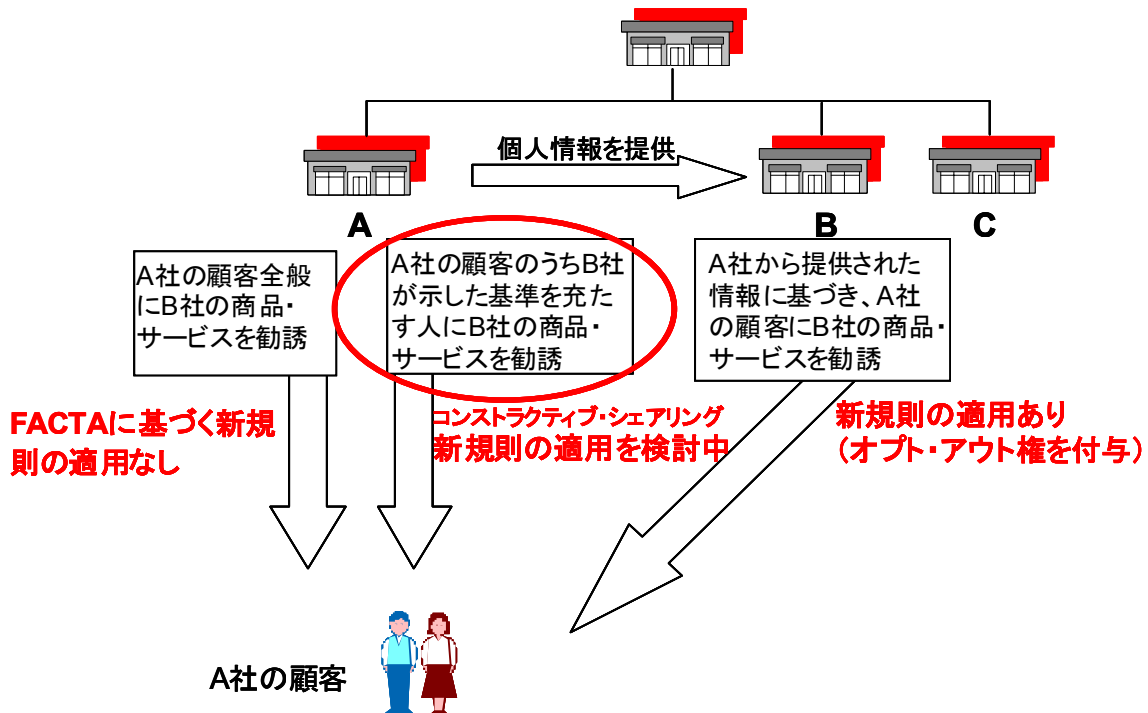 個人情報を提供
A
B
C
A社の顧客全般
にB社の商品・
サービスを勧誘
A社の顧客のうちB社
が示した基準を充た
す人にB社の商品・
サービスを勧誘
A社から提供された
情報に基づき、A社
の顧客にB社の商品・
サービスを勧誘
FACTAに基づく新規
則の適用なし
コンストラクティブ・シェアリング
新規則の適用を検討中
新規則の適用あり
（オプト・アウト権を付与）
A社の顧客